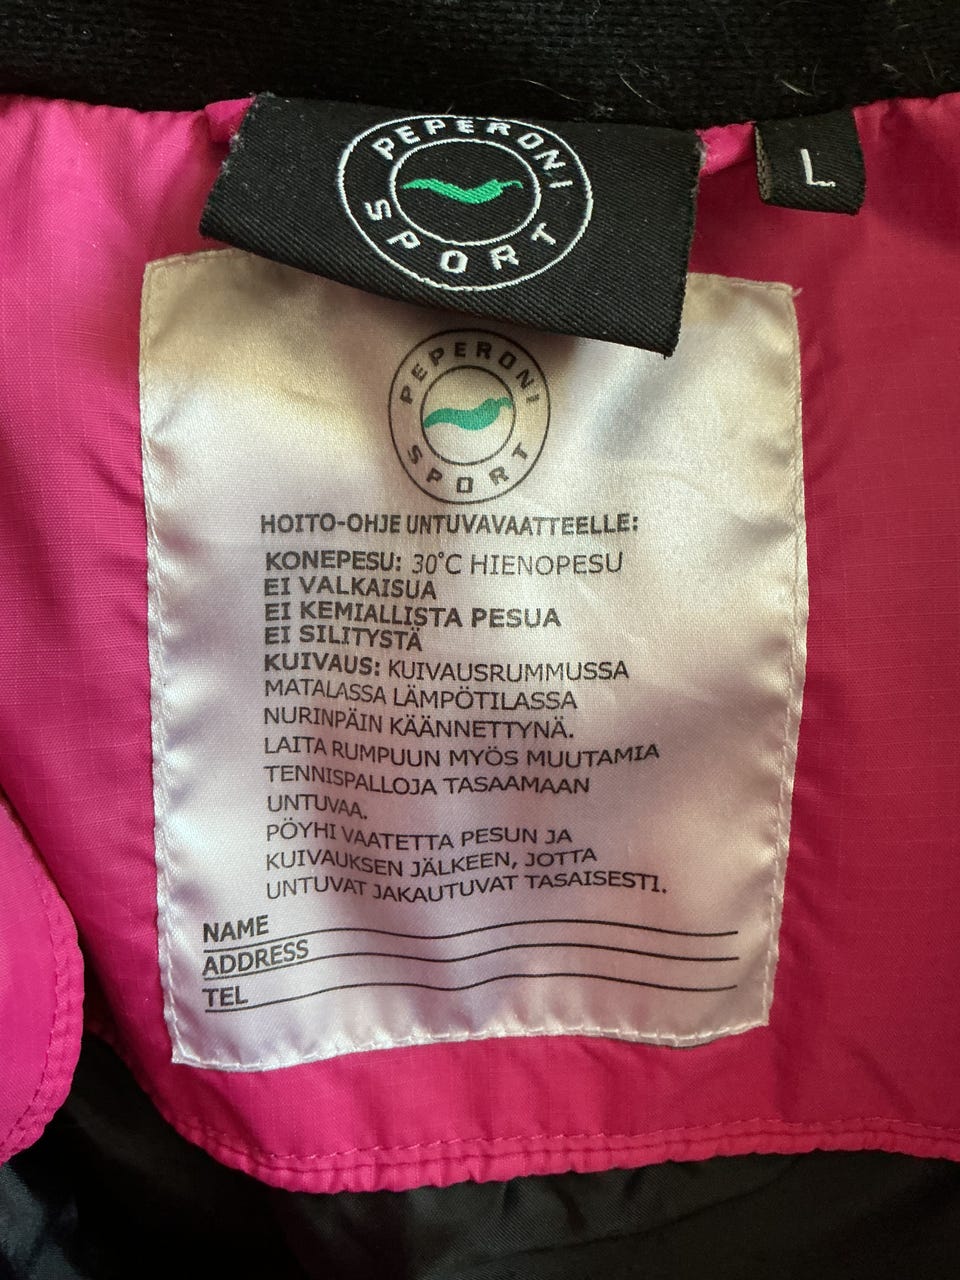 PEPERONI
SPORT
L
PEPERONI
SPORT
HOITO-OHJE UNTUVAVAATTEELLE:
KONEPESU: 30°C HIENOPESU
EI VALKAISUA
EI KEMIALLISTA PESUA
EI SILITYSTÄ
KUIVAUS: KUIVAUSRUMMUSSA
MATALASSA LÄMPÖTILASSA
NURINPÄIN KÄÄNNETTYNÄ.
LAITA RUMPUUN MYÖS MUUTAMIA
TENNISPALLOJA TASAAMAAN
UNTUVAA.
PÖYHI VAATETTA PESUN JA
KUIVAUKSEN JÄLKEEN, JOTTA
UNTUVAT JAKAUTUVAT TASAISESTI.
NAME
ADDRESS
TEL